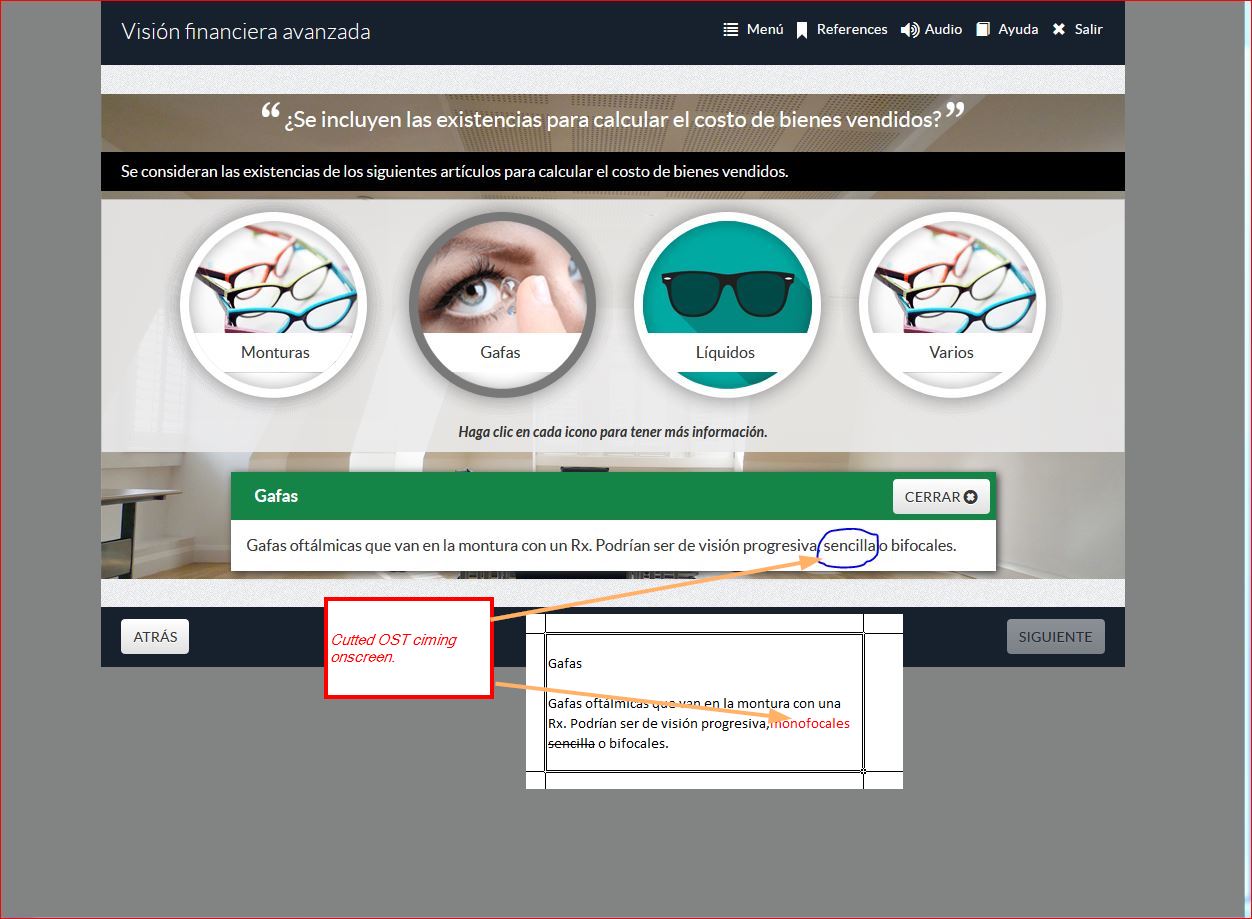 Visión financiera avanzada
Menú References Audio Ayuda Salir
“ ¿Se incluyen las existencias para calcular el costo de bienes vendidos? ”
Se consideran las existencias de los siguientes artículos para calcular el costo de bienes vendidos.
Monturas Gafas Líquidos Varios
Haga clic en cada icono para tener más información.
Gafas
CERRAR
Gafas oftálmicas que van en la montura con un Rx. Podrían ser de visión progresiva, sencilla o bifocales.
ATRÁS
SIGUIENTE
Cutted OST ciming
onscreen.
Gafas
Gafas oftálmicas que van en la montura con una
Rx. Podrían ser de visión progresiva,monofocales
sencilla o bifocales.